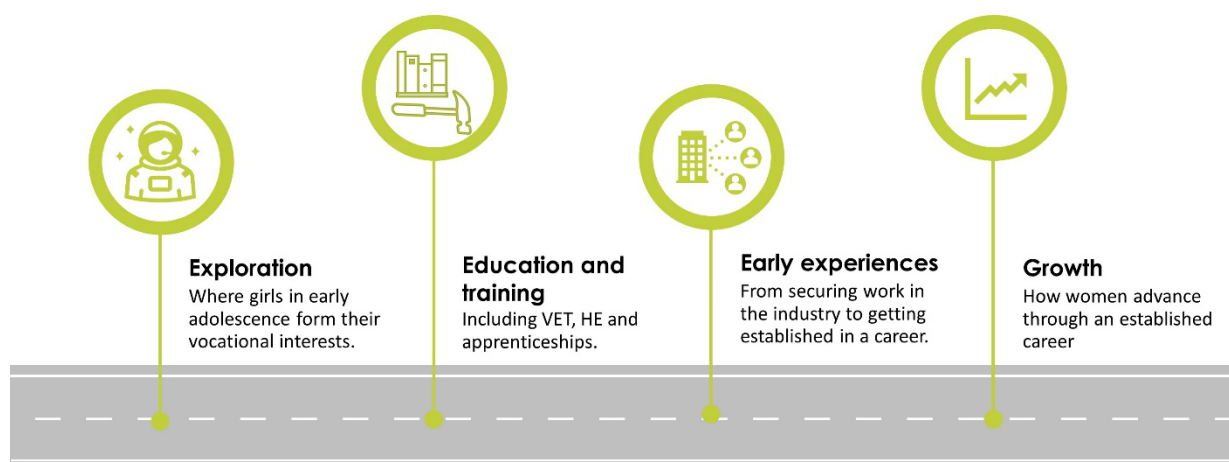 Exploration
Where girls in early
adolescence form their
vocational interests.
Education and
training
Including VET, HE and
apprenticeships.
Early experiences
From securing work in
the industry to getting
established in a career.
Growth
How women advance
through an established
career